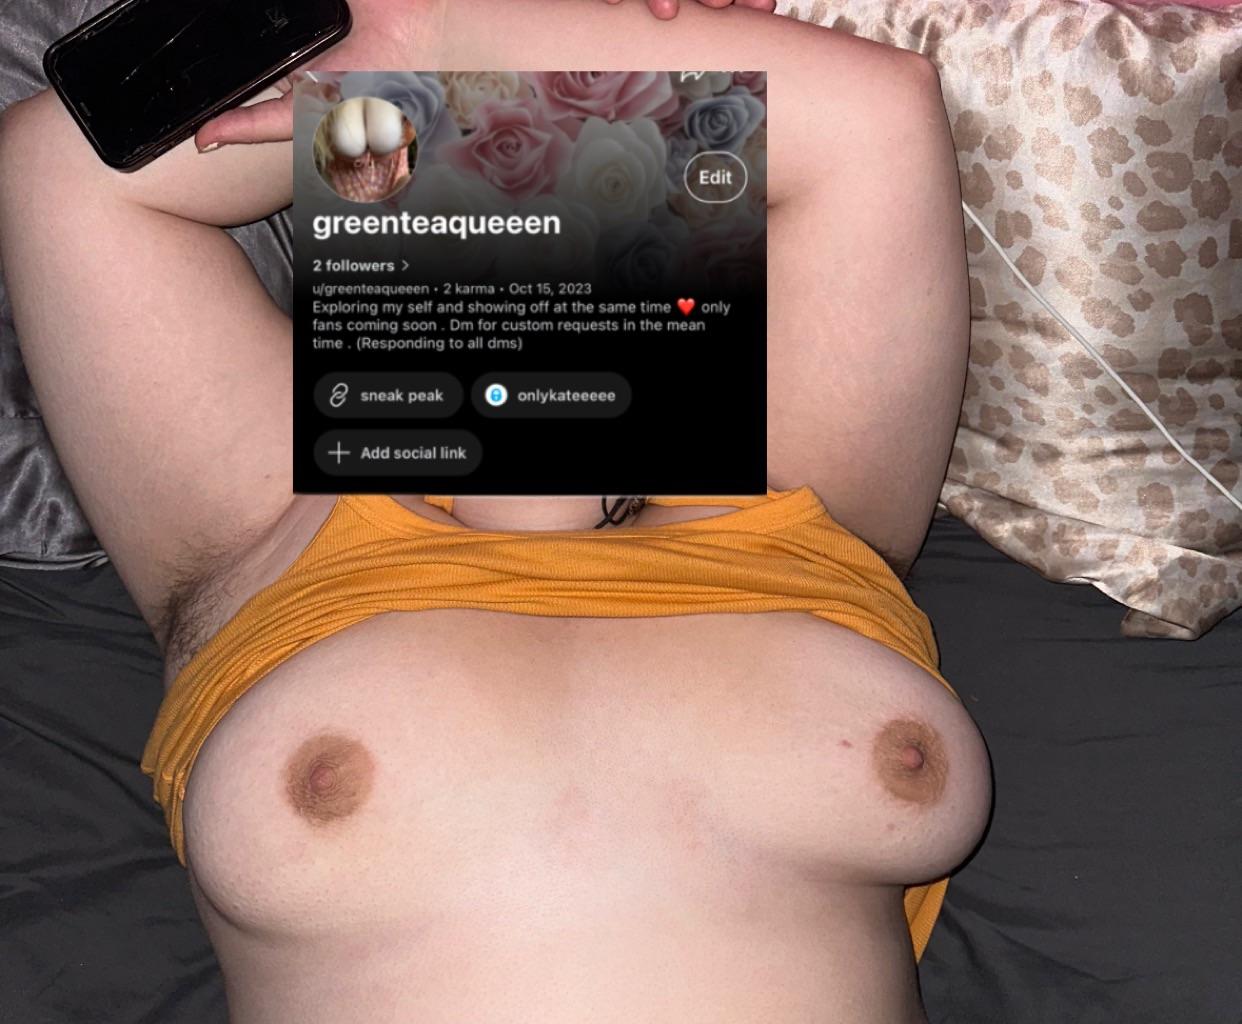 Edit
greenteaqueeen
2 followers >
u/greenteaqueeen • 2 karma • Oct 15, 2023
Exploring my self and showing off at the same time ❤️ only
fans coming soon . Dm for custom requests in the mean
time . (Responding to all dms)
sneak peak
onlykateeeee
Add social link